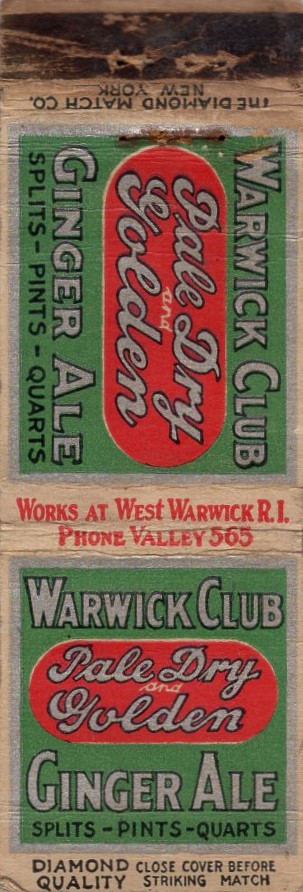 THE DIAMOND MATCH CO.
NEW YORK
WARWICK CLUB
Pale Dry
and
Golden
GINGER ALE
SPLITS - PINTS - QUARTS
WORKS AT WEST WARWICK R.I.
PHONE VALLEY 565
WARWICK CLUB
Pale Dry
and
Golden
GINGER ALE
SPLITS - PINTS - QUARTS
DIAMOND QUALITY
CLOSE COVER BEFORE STRIKING MATCH